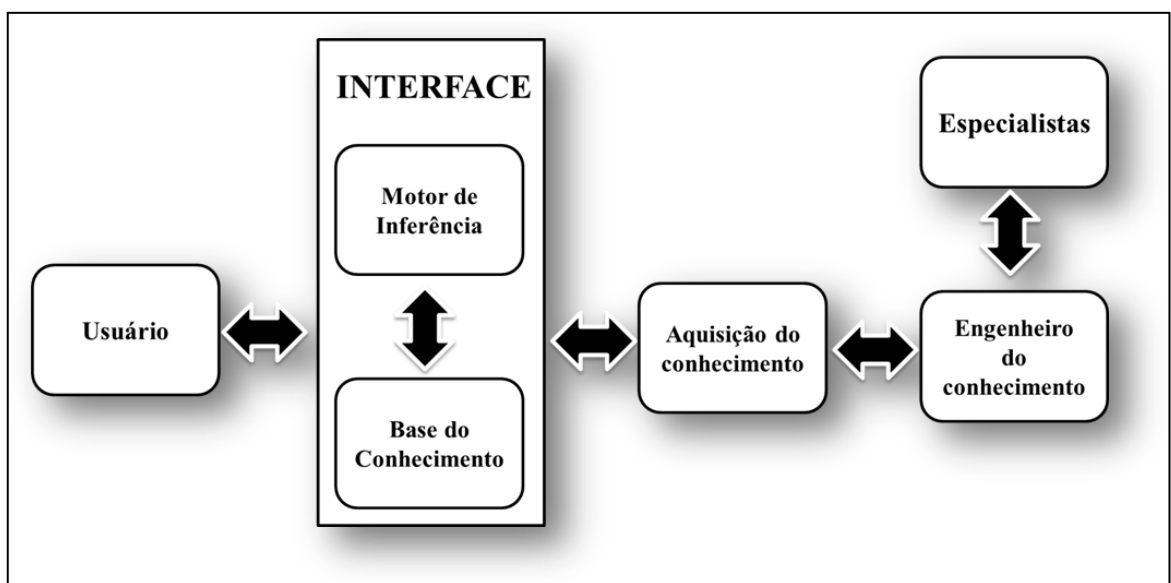 INTERFACE
Motor de
Inferência
Base do
Conhecimento
Usuário
Aquisição do
conhecimento
Especialistas
Engenheiro
do
conhecimento